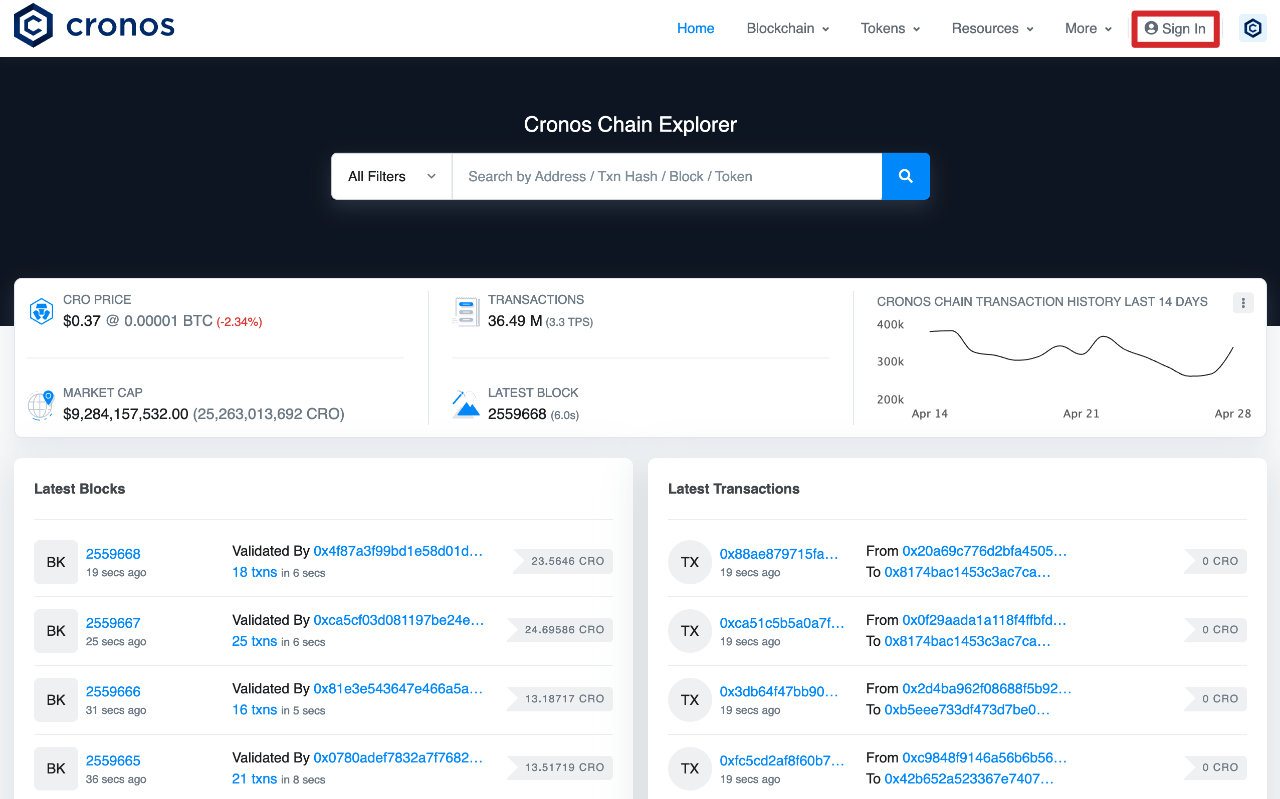 cronos
Home Blockchain Tokens Resources More Sign In
Cronos Chain Explorer
All Filters Search by Address / Txn Hash / Block / Token
CRO PRICE
$0.37 @ 0.00001 BTC (-2.34%)
MARKET CAP
$9,284,157,532.00 (25,263,013,692 CRO)
TRANSACTIONS
36.49 M (3.3 TPS)
LATEST BLOCK
2559668 (6.0s)
CRONOS CHAIN TRANSACTION HISTORY LAST 14 DAYS
400k
300k
200k
Apr 14 Apr 21 Apr 28
Latest Blocks
BK 2559668 Validated By 0x4f87a3f99bd1e58d01d... 23.5646 CRO
19 secs ago 18 txns in 6 secs
BK 2559667 Validated By 0xca5cf03d081197be24e... 24.69586 CRO
25 secs ago 25 txns in 6 secs
BK 2559666 Validated By 0x81e3e543647e466a5a... 13.18717 CRO
31 secs ago 16 txns in 5 secs
BK 2559665 Validated By 0x0780adef7832a7f7682... 13.51719 CRO
36 secs ago 21 txns in 8 secs
Latest Transactions
TX 0x88ae879715fa... From 0x20a69c776d2bfa4505... 0 CRO
19 secs ago To 0x8174bac1453c3ac7ca...
TX 0xca51c5b5a0a7f... From 0x0f29aada1a118f4ffbfd... 0 CRO
19 secs ago To 0x8174bac1453c3ac7ca...
TX 0x3db64f47bb90... From 0x2d4ba962f08688f5b92... 0 CRO
19 secs ago To 0xb5eee733df473d7be0...
TX 0xfc5cd2af8f60b7... From 0xc9848f9146a56b6b56... 0 CRO
19 secs ago To 0x42b652a523367e7407...